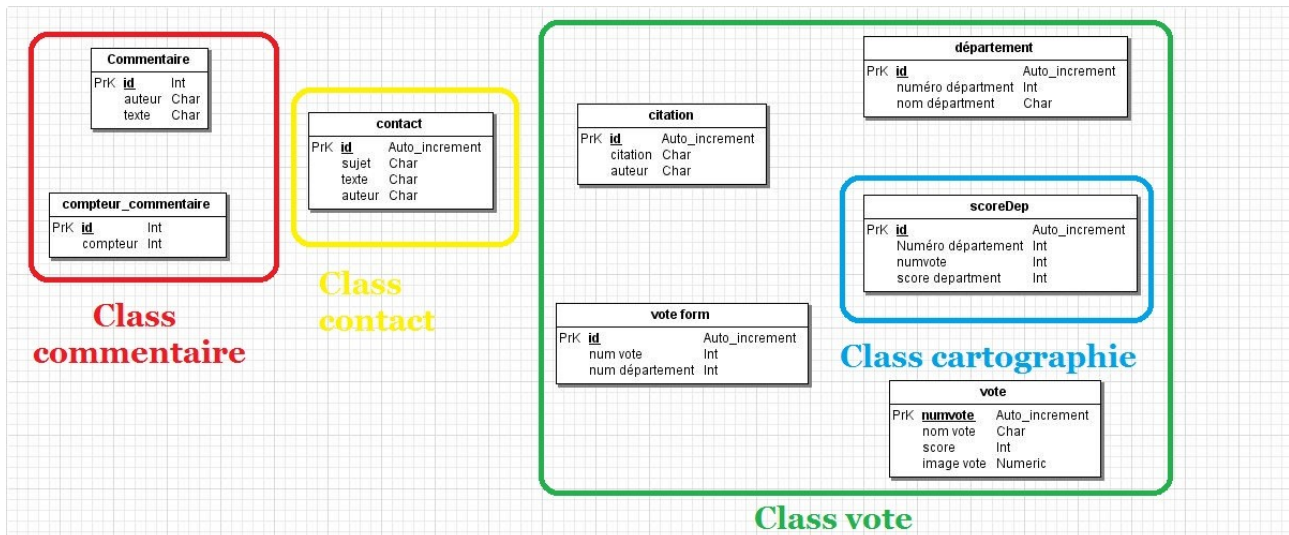 Commentaire
PrK id Int
auteur Char
texte Char
compteur_commentaire
PrK id Int
compteur Int
Class
commentaire
contact
PrK id Auto_increment
sujet Char
texte Char
auteur Char
Class
contact
citation
PrK id Auto_increment
citation Char
auteur Char
vote form
PrK id Auto_increment
num vote Int
num département Int
département
PrK id Auto_increment
numéro départment Int
nom départment Char
scoreDep
PrK id Auto_increment
Numéro département Int
numvote Int
score department Int
Class cartographie
vote
PrK numvote Auto_increment
nom vote Char
score Int
image vote Numeric
Class vote